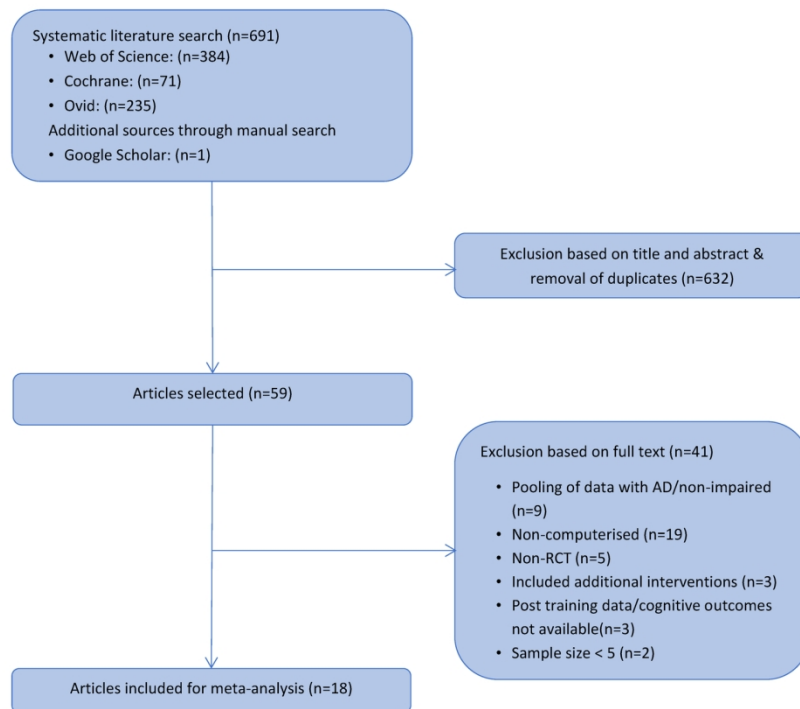 Systematic literature search (n=691)
• Web of Science: (n=384)
• Cochrane: (n=71)
• Ovid: (n=235)
Additional sources through manual search
• Google Scholar: (n=1)
Exclusion based on title and abstract &
removal of duplicates (n=632)
Articles selected (n=59)
Exclusion based on full text (n=41)
• Pooling of data with AD/non-impaired
(n=9)
• Non-computerised (n=19)
• Non-RCT (n=5)
• Included additional interventions (n=3)
• Post training data/cognitive outcomes
not available(n=3)
• Sample size < 5 (n=2)
Articles included for meta-analysis (n=18)